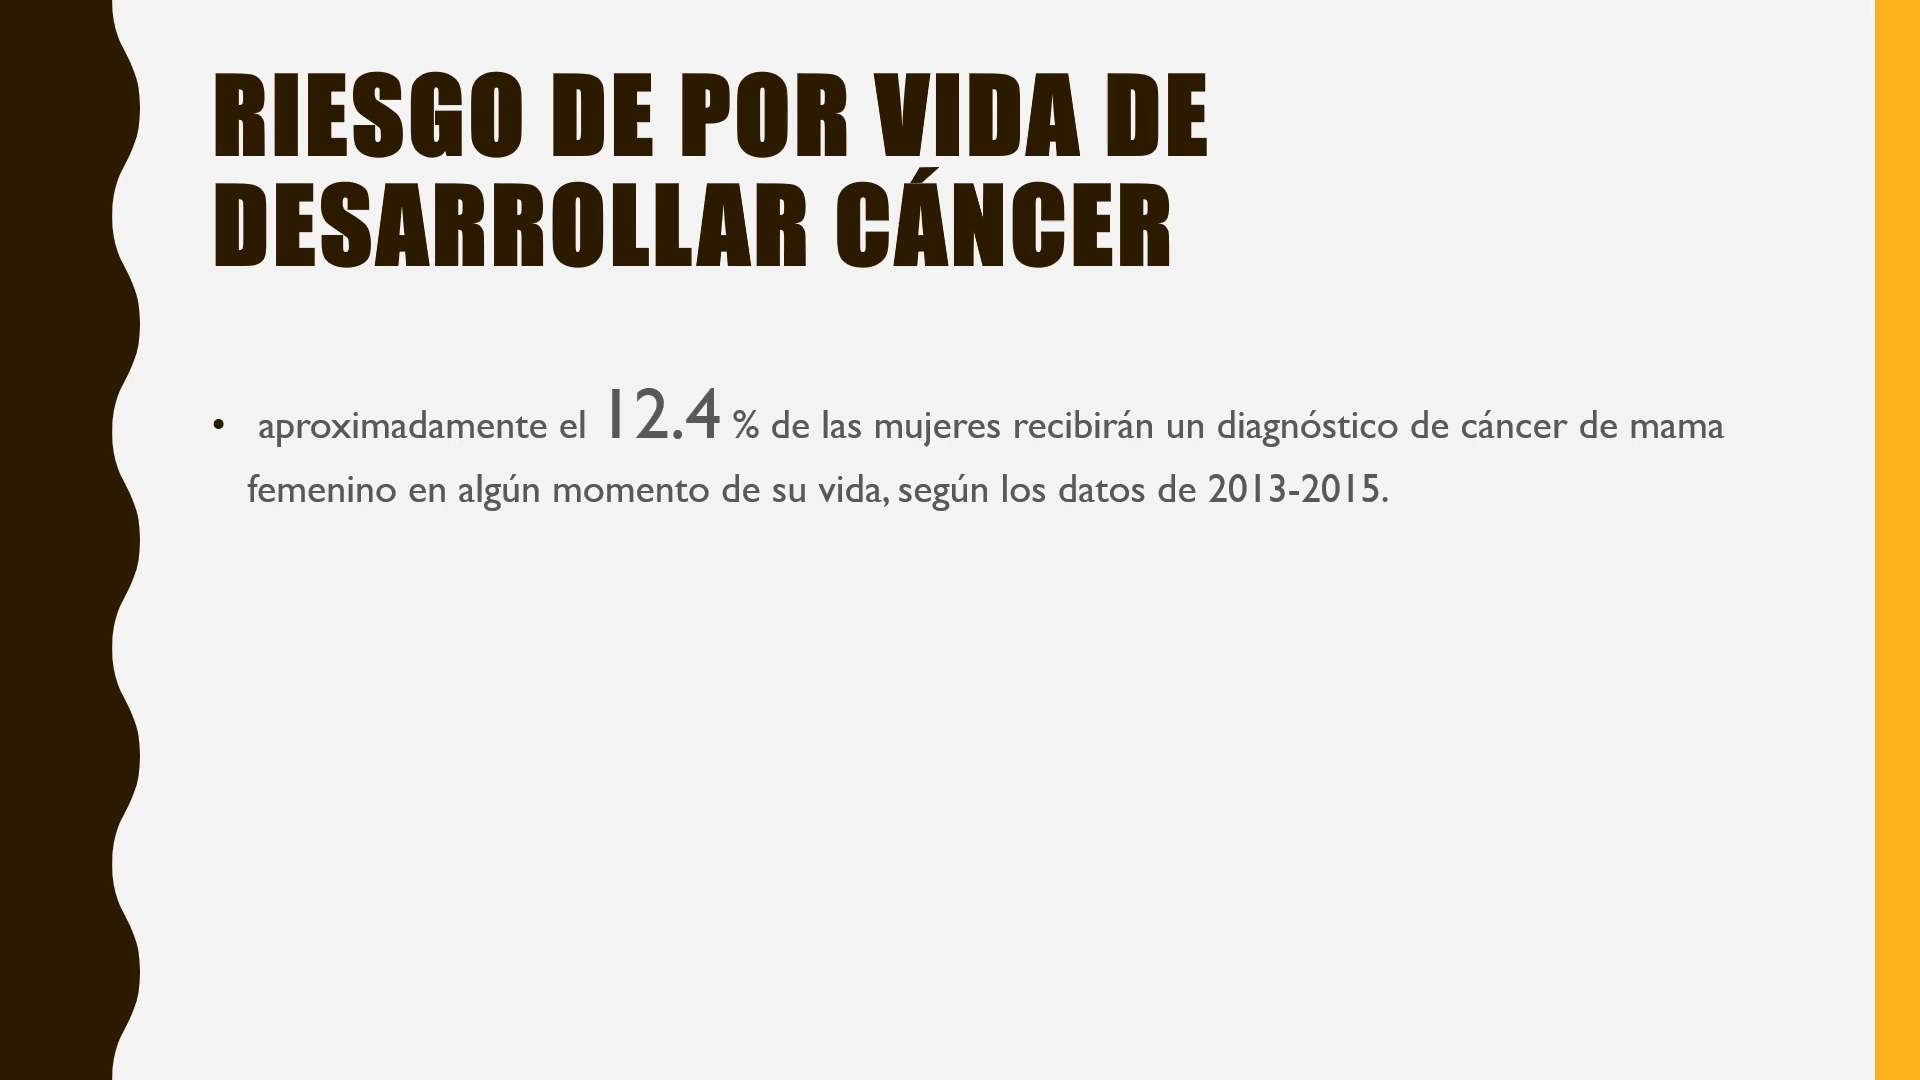 RIESGO DE POR VIDA DE
DESARROLLAR CÁNCER
• aproximadamente el 12.4 % de las mujeres recibirán un diagnóstico de cáncer de mama
femenino en algún momento de su vida, según los datos de 2013-2015.